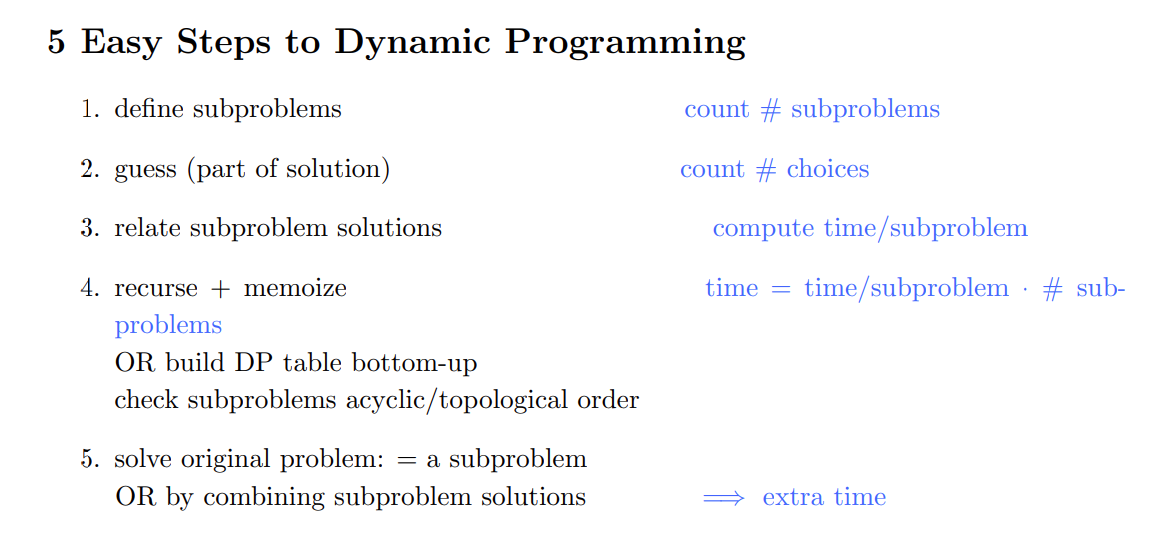 5 Easy Steps to Dynamic Programming
1. define subproblems count # subproblems
2. guess (part of solution) count # choices
3. relate subproblem solutions compute time/subproblem
4. recurse + memoize time = time/subproblem · # sub-
problems
OR build DP table bottom-up
check subproblems acyclic/topological order
5. solve original problem: = a subproblem
OR by combining subproblem solutions ⟹ extra time